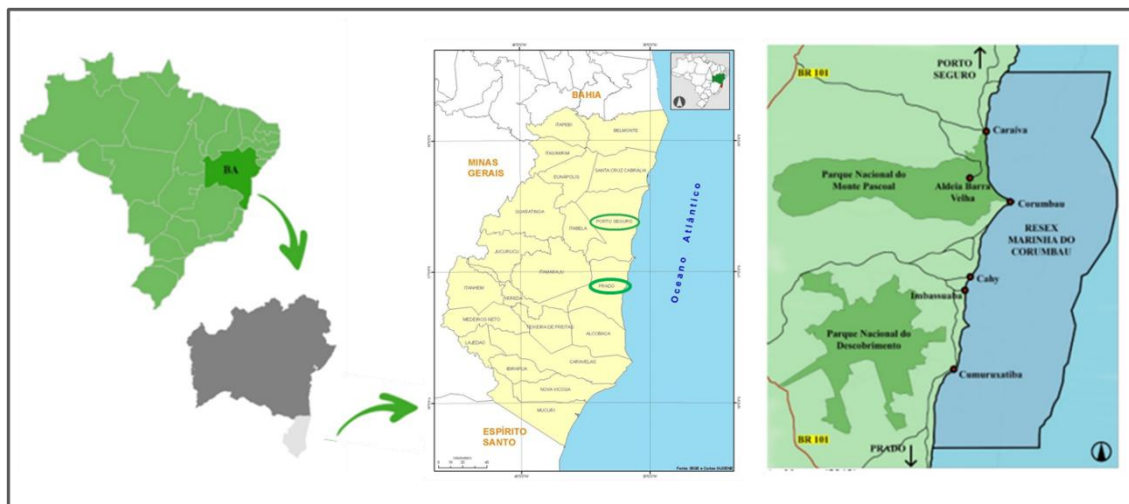 BA
BAHIA
MINAS
GERAIS
ESPÍRITO
SANTO
ITAPEBI
BELMONTE
ITAGIMIRIM
EUNÁPOLIS
SANTA CRUZ CABRÁLIA
GUARATINGA
PORTO SEGURO
ITABELA
JUCURUÇU
ITAMARAJU
PRADO
ITANHÉM
VEREDA
MEDEIROS NETO
TEIXEIRA DE FREITAS
ALCOBAÇA
LAJEDÃO
CARAVELAS
IBIRAPUÃ
NOVA VIÇOSA
MUCURI
Oceano Atlântico
PORTO
SEGURO
BR 101
Caraíva
Parque Nacional do
Monte Pascoal
Aldeia Barra
Velha
Corumbau
RESEX
MARINHA DO
CORUMBAU
Cahy
Imbassuaba
Parque Nacional do
Descobrimento
Cumuruxatiba
BR 101
PRADO